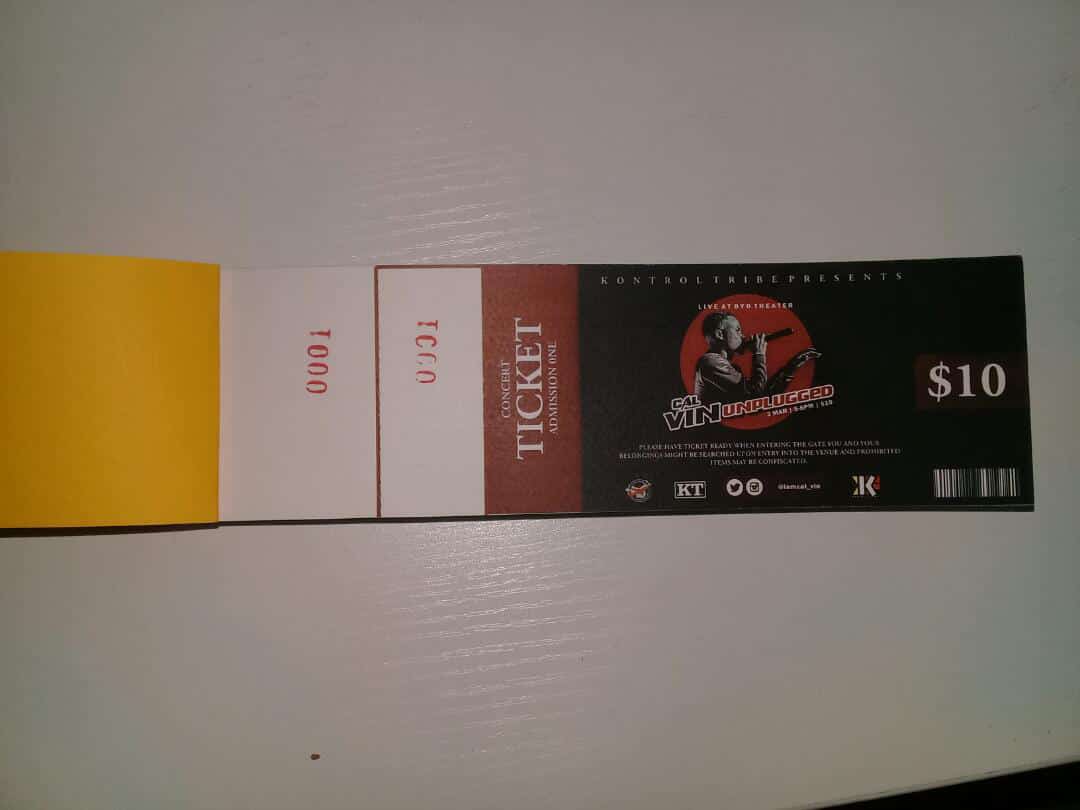 0001
0001
CONCERT
TICKET
ADMISSION ONE
KONTROL TRIBE PRESENTS
LIVE AT BYO THEATER
CAL
VIN UNPLUGGED
$10
PLEASE HAVE TICKET READY WHEN ENTERING THE GATE YOU AND YOUR
BELONGINGS MIGHT BE SEARCHED UPON ENTRY INTO THE VENUE AND PROHIBITED
ITEMS MAY BE CONFISCATED.
KT
@iamcal_vin
K